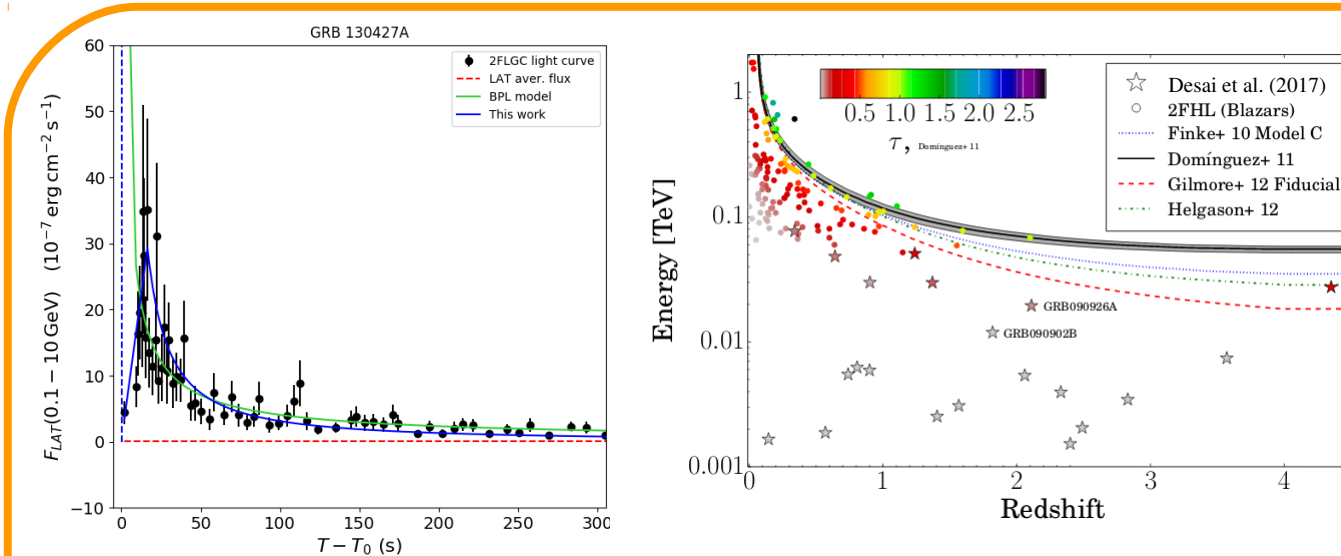 GRB 130427A
2FLGC light curve
LAT aver. flux
BPL model
This work
60
50
40
30
20
10
0
−10
F_LAT(0.1 − 10 GeV) (10⁻⁷ erg cm⁻² s⁻¹)
0 50 100 150 200 250 300
T − T₀ (s)
0.5 1.0 1.5 2.0 2.5
τ, Domínguez+ 11
Desai et al. (2017)
2FHL (Blazars)
Finke+ 10 Model C
Domínguez+ 11
Gilmore+ 12 Fiducial
Helgason+ 12
1
0.1
0.01
0.001
Energy [TeV]
GRB090926A
GRB090902B
0 1 2 3 4
Redshift